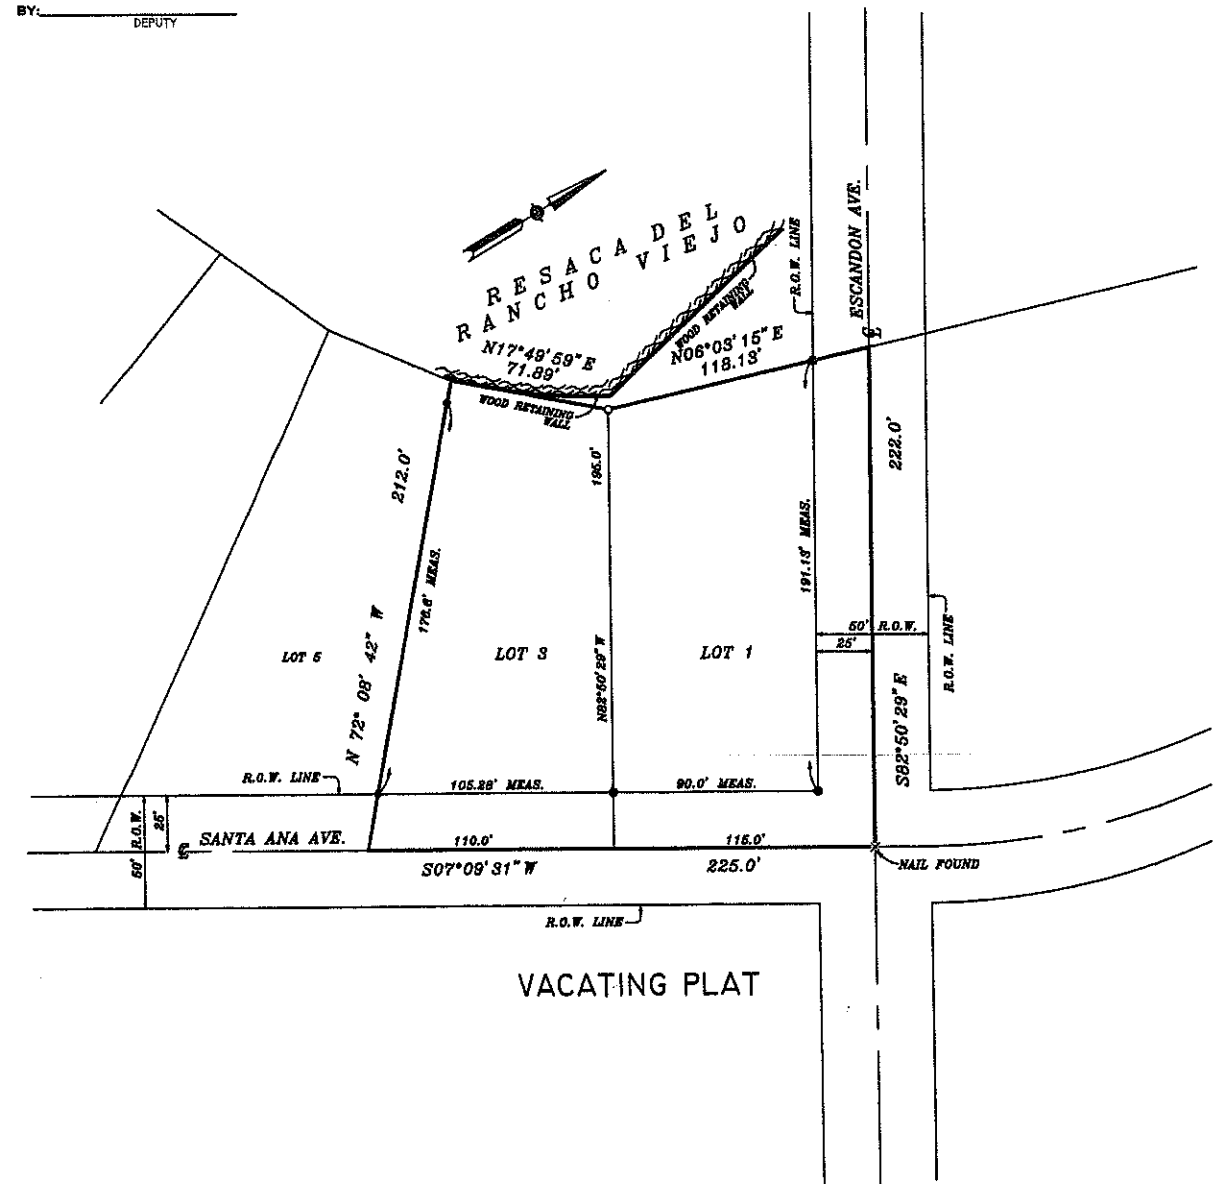 BY:
DEPUTY
RESACA DEL
RANCHO VIEJO
N17°49'59"E
71.89'
WOOD RETAINING
WALL
WOOD RETAINING
WALL
N06°03'15"E
118.13'
R.O.W. LINE
ESCANDON AVE.
℄
222.0'
S82°50'29"E
212.0'
176.6' MEAS.
N 72° 08' 42" W
195.0'
N82°50'29"W
191.13' MEAS.
50' R.O.W.
25'
R.O.W. LINE
LOT 5
LOT 3
LOT 1
R.O.W. LINE
105.28' MEAS.
90.0' MEAS.
50' R.O.W.
25'
℄
SANTA ANA AVE.
110.0'
115.0'
S07°09'31"W
225.0'
NAIL FOUND
R.O.W. LINE
VACATING PLAT